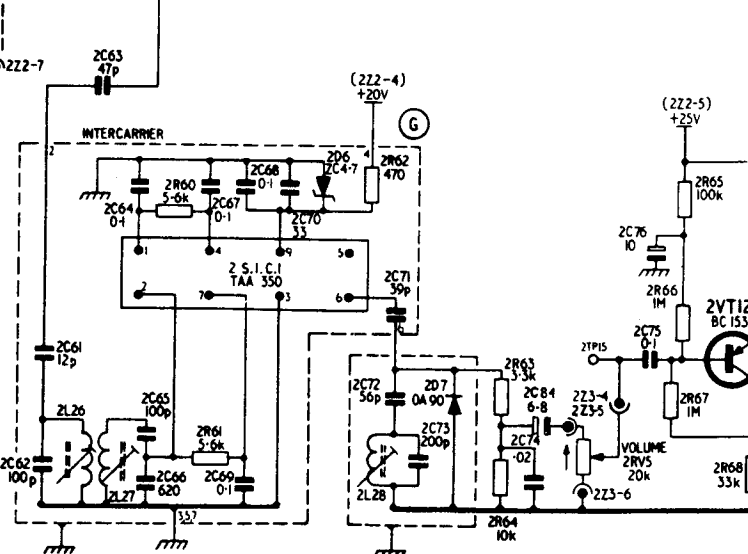 2Z2-7
2C63
47p
(2Z2-4)
+20V
G
(2Z2-5)
+25V
INTERCARRIER
2
4
2D6
ZC4·7
2R62
470
2C68
0·1
2R60
5·6k
2C67
0·1
2C64
0·1
2C70
33
2R65
100k
2C76
10
1
4
9
5
2 S.I.C.1
TAA 350
2
7
3
6
2C71
39p
2R66
1M
2VT12
BC 153
2TP15
2C75
0·1
2C61
12p
2R63
3·3k
2C72
56p
2D7
OA 90
2C84
6·8
2Z3-4
2Z3-5
2R67
1M
2L26
2C65
100p
2R61
5·6k
2C73
200p
2C74
·02
VOLUME
2RV5
20k
2C62
100p
2L27
2C66
620
2C69
0·1
2L28
2Z3-6
2R68
33k
357
2R64
10k